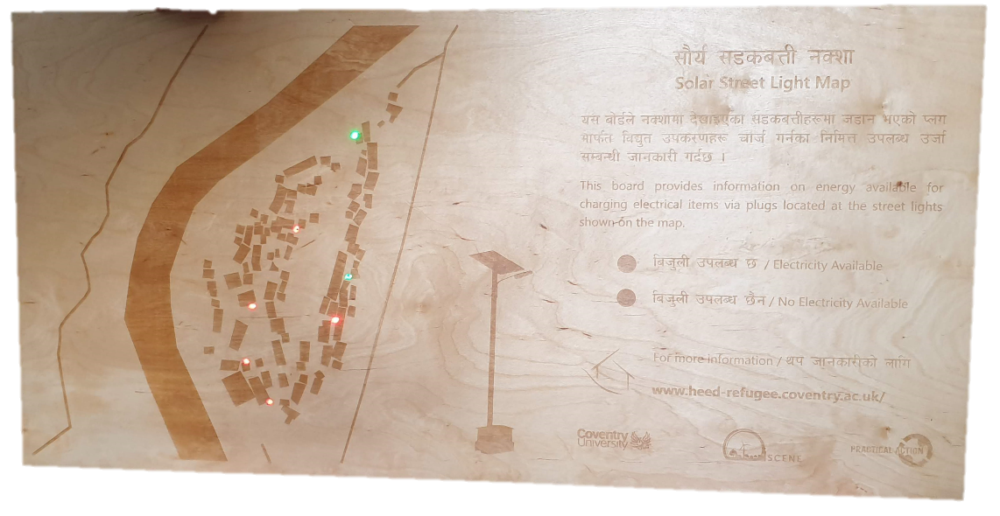 सौर्य सडकबत्ती नक्शा
Solar Street Light Map
यस बोर्डले नक्शामा देखाइएका सडकबत्तीहरूमा जडान भएको प्लग
मार्फत विद्युत उपकरणहरू चार्ज गर्नका निमित्त उपलब्ध उर्जा
सम्बन्धी जानकारी गर्दछ ।
This board provides information on energy available for
charging electrical items via plugs located at the street lights
shown on the map.
बिजुली उपलब्ध छ / Electricity Available
बिजुली उपलब्ध छैन / No Electricity Available
For more information / थप जानकारीको लागि
www.heed-refugee.coventry.ac.uk/
Coventry
University
SCENE
PRACTICAL ACTION